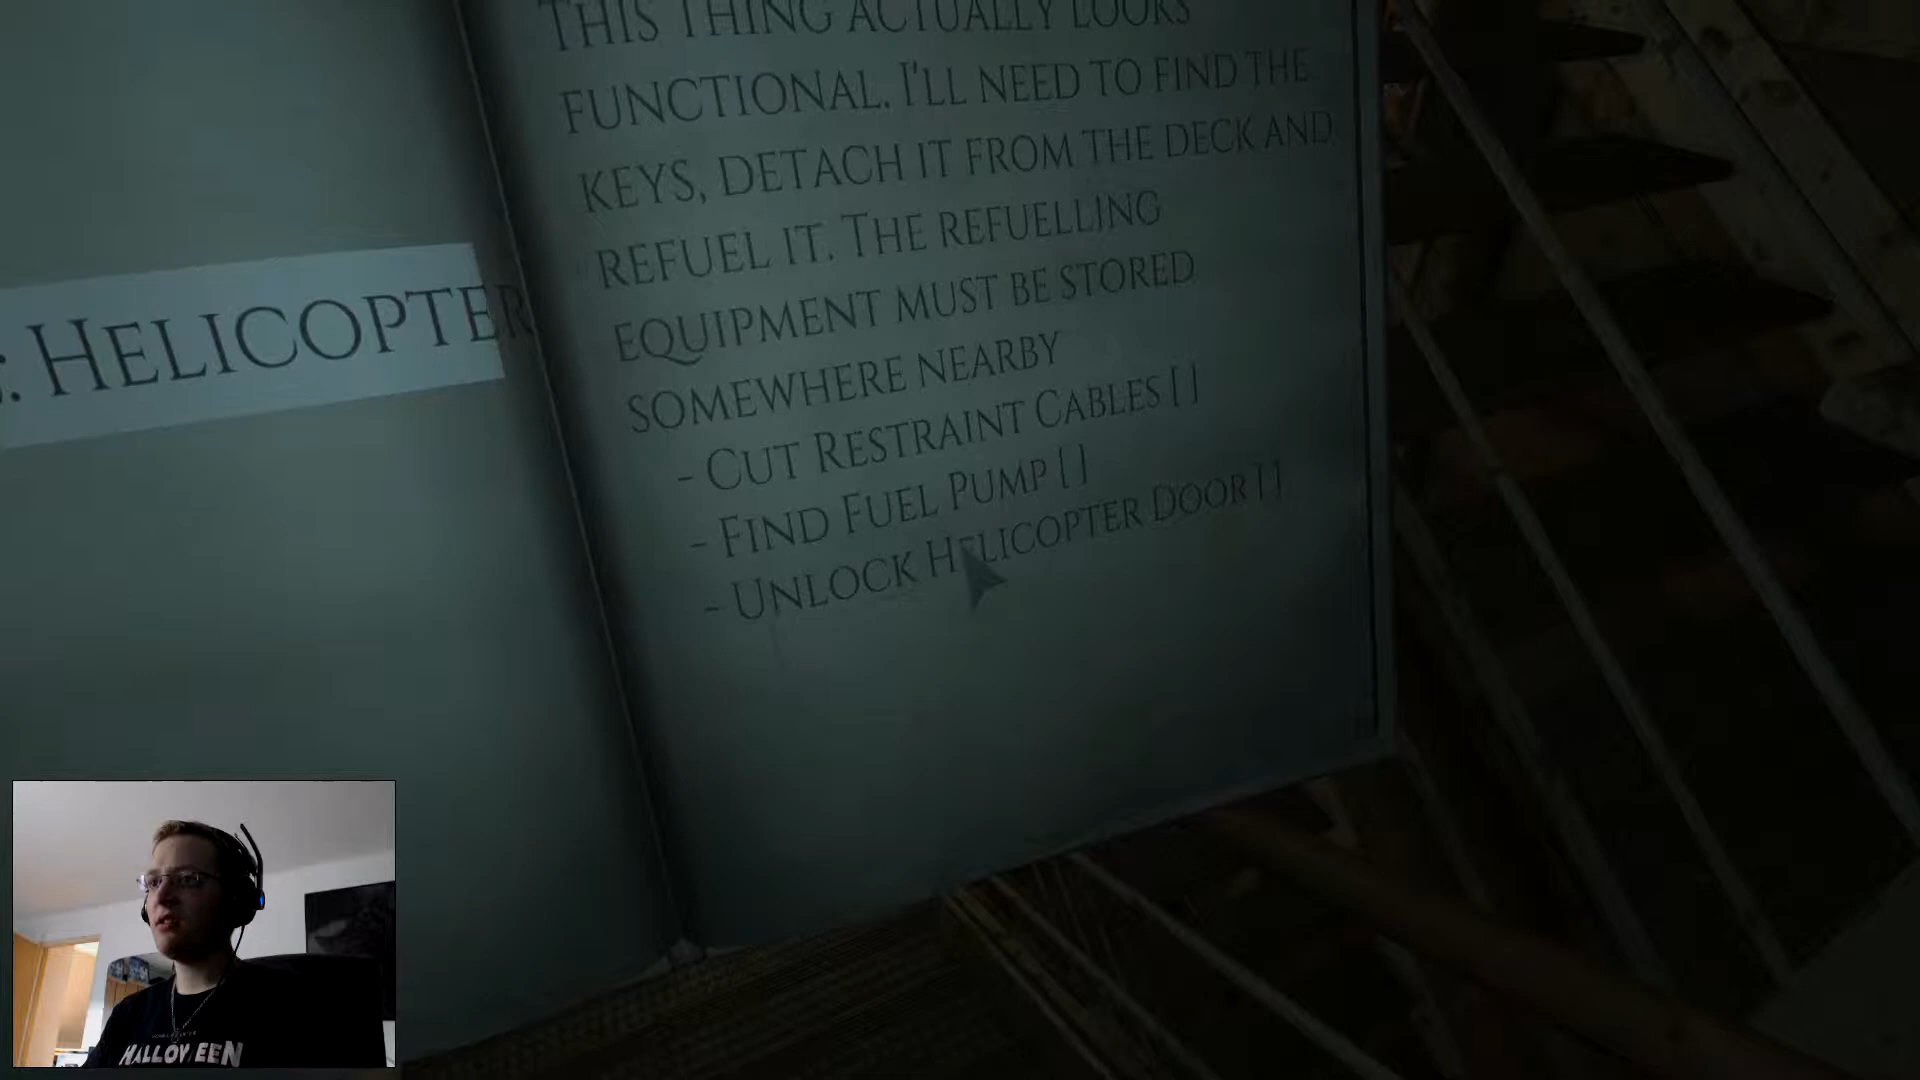 : HELICOPTER
THIS THING ACTUALLY LOOKS
FUNCTIONAL. I'LL NEED TO FIND THE
KEYS, DETACH IT FROM THE DECK AND
REFUEL IT. THE REFUELLING
EQUIPMENT MUST BE STORED
SOMEWHERE NEARBY
- CUT RESTRAINT CABLES [ ]
- FIND FUEL PUMP [ ]
- UNLOCK HELICOPTER DOOR [ ]
HALLOWEEN